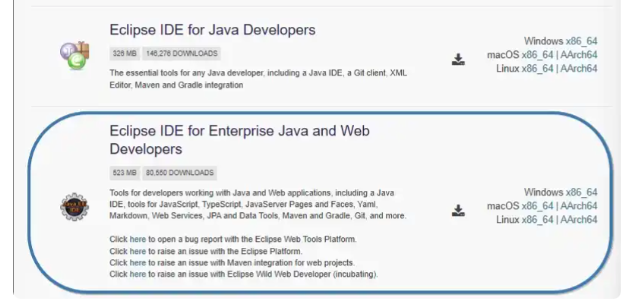 Eclipse IDE for Java Developers
326 MB 146,276 DOWNLOADS
The essential tools for any Java developer, including a Java IDE, a Git client, XML
Editor, Maven and Gradle integration
Windows x86_64
macOS x86_64 | AArch64
Linux x86_64 | AArch64
Eclipse IDE for Enterprise Java and Web
Developers
523 MB 80,550 DOWNLOADS
Tools for developers working with Java and Web applications, including a Java
IDE, tools for JavaScript, TypeScript, JavaServer Pages and Faces, Yaml,
Markdown, Web Services, JPA and Data Tools, Maven and Gradle, Git, and more.
Click here to open a bug report with the Eclipse Web Tools Platform.
Click here to raise an issue with the Eclipse Platform.
Click here to raise an issue with Maven integration for web projects.
Click here to raise an issue with Eclipse Wild Web Developer (incubating).
Windows x86_64
macOS x86_64 | AArch64
Linux x86_64 | AArch64